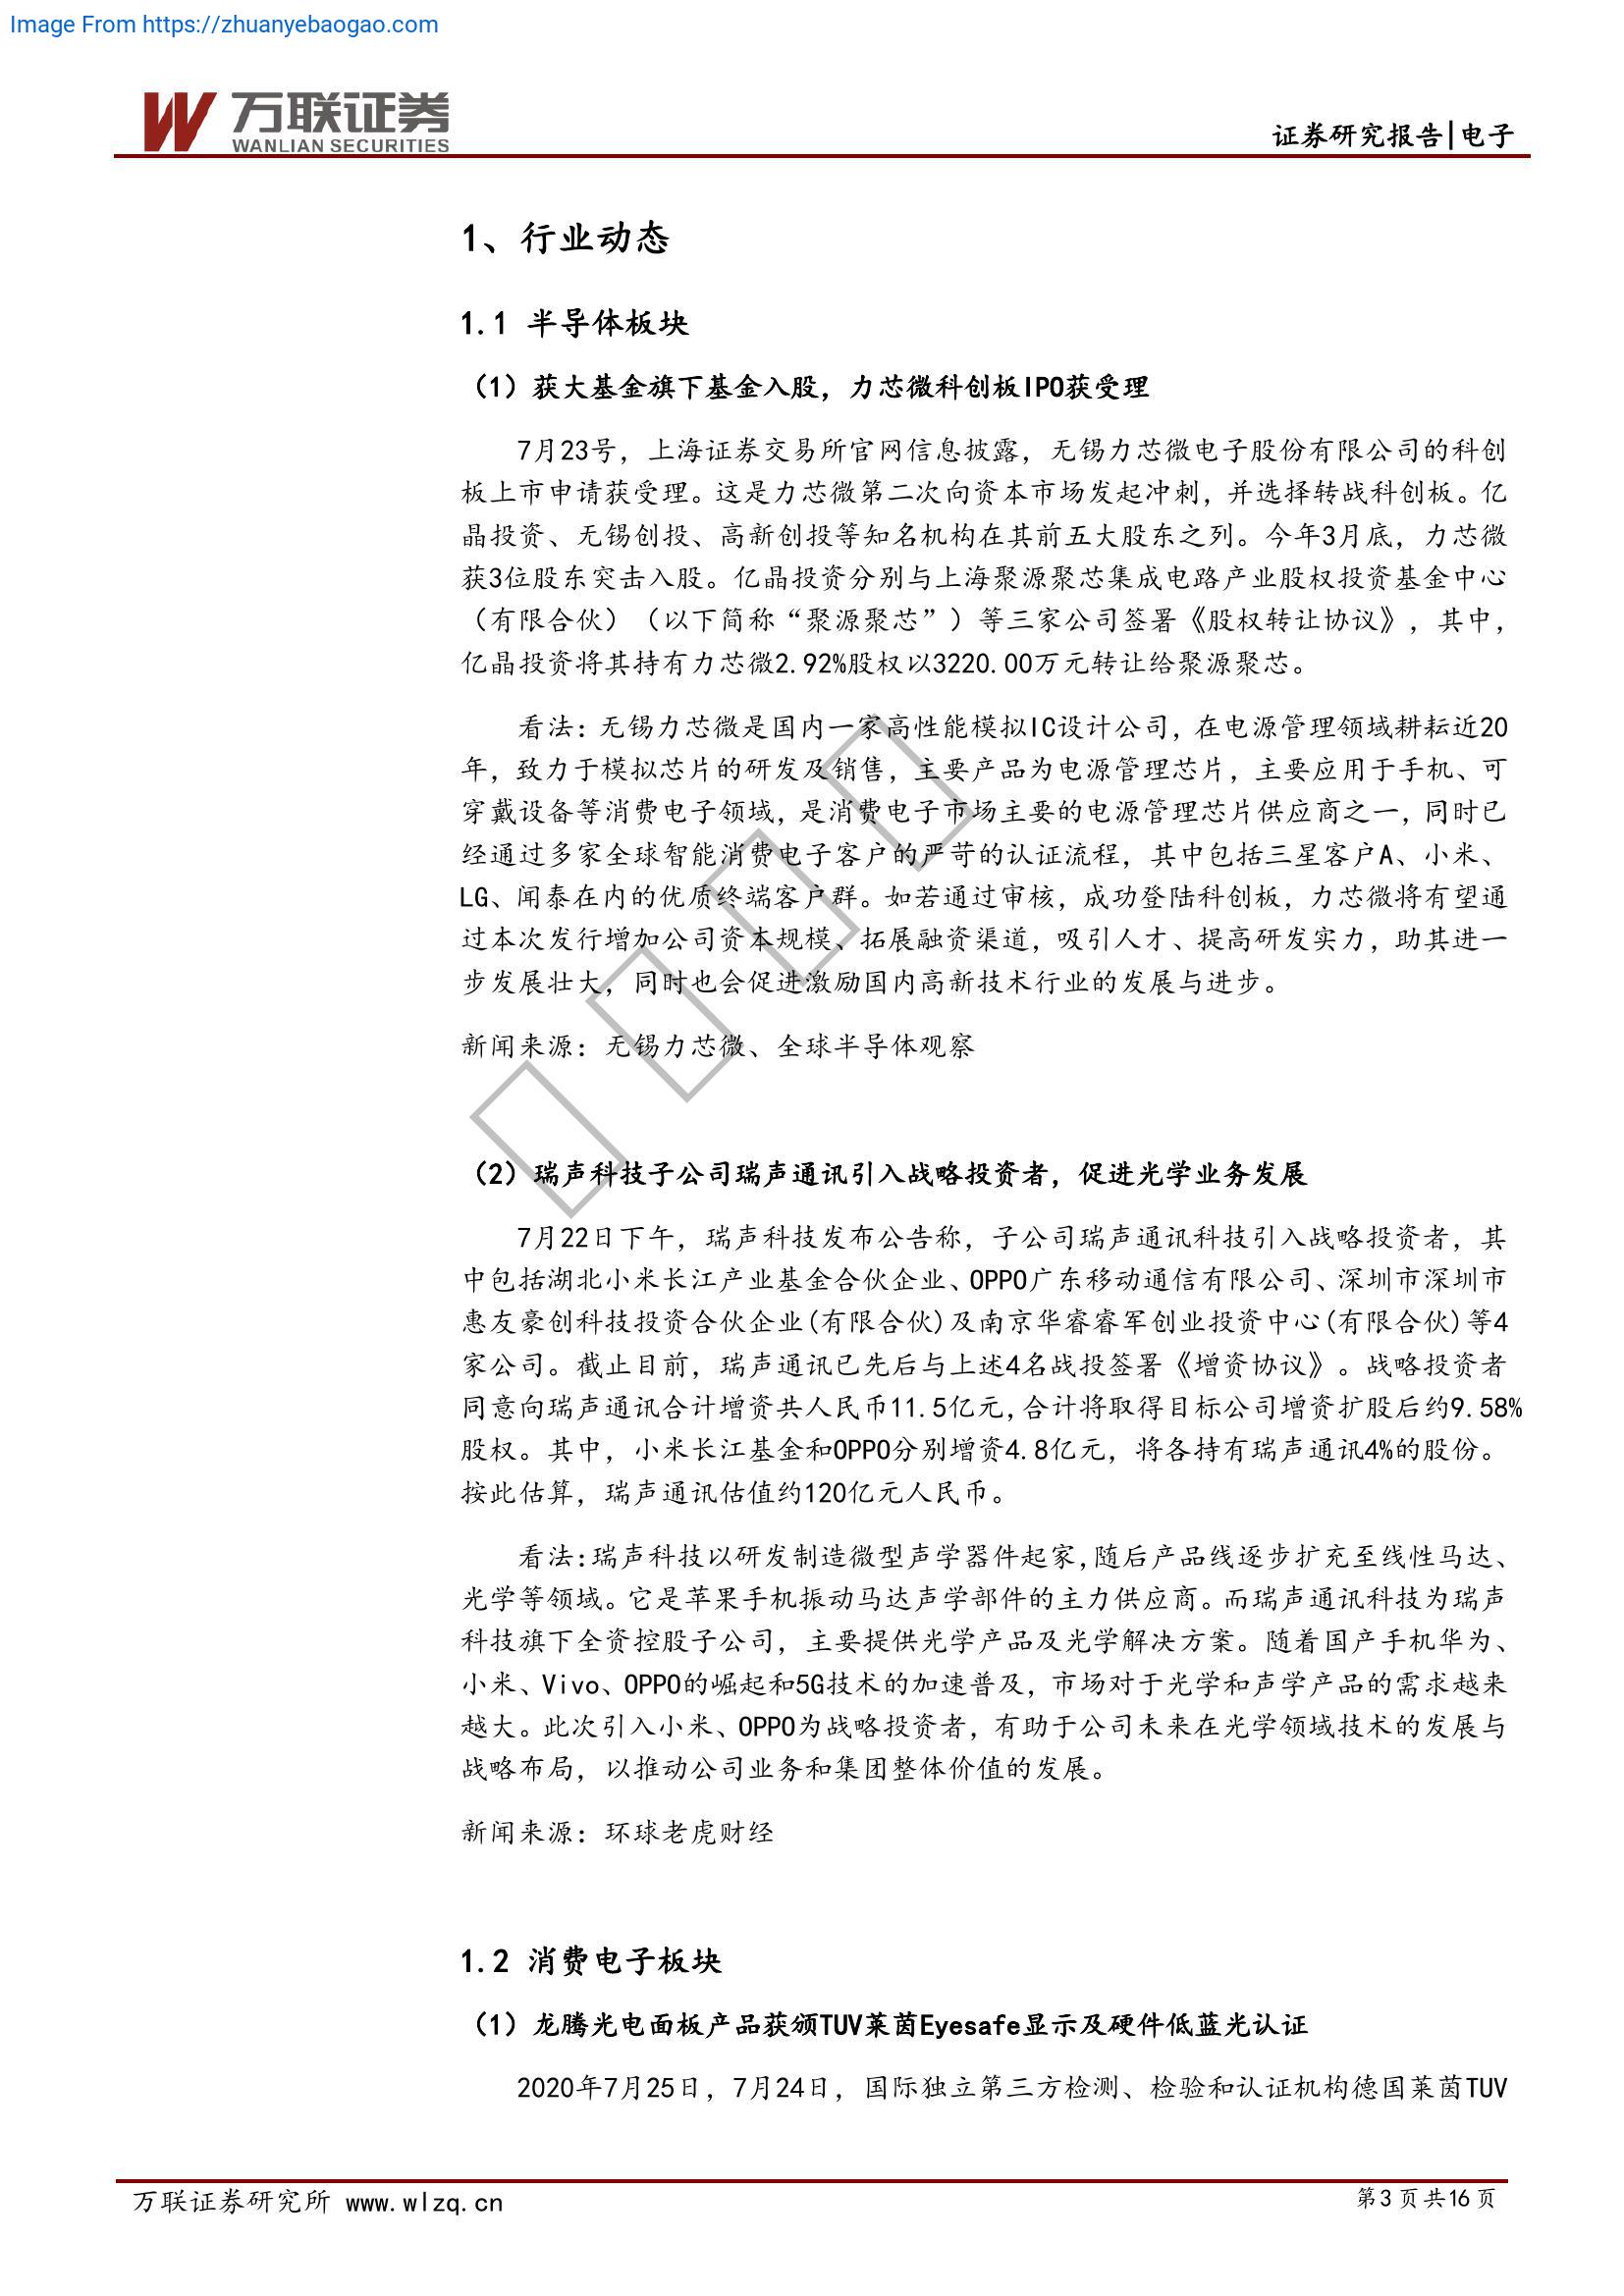 Image From https://zhuanyebaogao.com
万联证券
WANLIAN SECURITIES
证券研究报告|电子
1、行业动态
1.1 半导体板块
（1）获大基金旗下基金入股，力芯微科创板IPO获受理
7月23号，上海证券交易所官网信息披露，无锡力芯微电子股份有限公司的科创
板上市申请获受理。这是力芯微第二次向资本市场发起冲刺，并选择转战科创板。亿
晶投资、无锡创投、高新创投等知名机构在其前五大股东之列。今年3月底，力芯微
获3位股东突击入股。亿晶投资分别与上海聚源聚芯集成电路产业股权投资基金中心
（有限合伙）（以下简称“聚源聚芯”）等三家公司签署《股权转让协议》，其中，
亿晶投资将其持有力芯微2.92%股权以3220.00万元转让给聚源聚芯。
看法：无锡力芯微是国内一家高性能模拟IC设计公司，在电源管理领域耕耘近20
年，致力于模拟芯片的研发及销售，主要产品为电源管理芯片，主要应用于手机、可
穿戴设备等消费电子领域，是消费电子市场主要的电源管理芯片供应商之一，同时已
经通过多家全球智能消费电子客户的严苛的认证流程，其中包括三星客户A、小米、
LG、闻泰在内的优质终端客户群。如若通过审核，成功登陆科创板，力芯微将有望通
过本次发行增加公司资本规模、拓展融资渠道，吸引人才、提高研发实力，助其进一
步发展壮大，同时也会促进激励国内高新技术行业的发展与进步。
新闻来源：无锡力芯微、全球半导体观察
（2）瑞声科技子公司瑞声通讯引入战略投资者，促进光学业务发展
7月22日下午，瑞声科技发布公告称，子公司瑞声通讯科技引入战略投资者，其
中包括湖北小米长江产业基金合伙企业、OPPO广东移动通信有限公司、深圳市深圳市
惠友豪创科技投资合伙企业(有限合伙)及南京华睿睿军创业投资中心(有限合伙)等4
家公司。截止目前，瑞声通讯已先后与上述4名战投签署《增资协议》。战略投资者
同意向瑞声通讯合计增资共人民币11.5亿元,合计将取得目标公司增资扩股后约9.58%
股权。其中，小米长江基金和OPPO分别增资4.8亿元，将各持有瑞声通讯4%的股份。
按此估算，瑞声通讯估值约120亿元人民币。
看法:瑞声科技以研发制造微型声学器件起家,随后产品线逐步扩充至线性马达、
光学等领域。它是苹果手机振动马达声学部件的主力供应商。而瑞声通讯科技为瑞声
科技旗下全资控股子公司，主要提供光学产品及光学解决方案。随着国产手机华为、
小米、Vivo、OPPO的崛起和5G技术的加速普及，市场对于光学和声学产品的需求越来
越大。此次引入小米、OPPO为战略投资者，有助于公司未来在光学领域技术的发展与
战略布局，以推动公司业务和集团整体价值的发展。
新闻来源：环球老虎财经
1.2 消费电子板块
（1）龙腾光电面板产品获颁TUV莱茵Eyesafe显示及硬件低蓝光认证
2020年7月25日，7月24日，国际独立第三方检测、检验和认证机构德国莱茵TUV
万联证券研究所 www.wlzq.cn
第 3 页 共 16 页